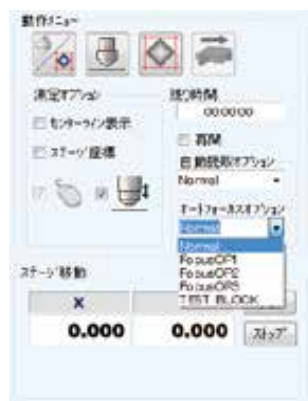 動作メニュー
測定オプション
残り時間
00:00:00
センターライン表示
ステージ座標
再開
自動読取オプション
Normal
オートフォーカスオプション
Normal
Normal
FocusOP1
FocusOP2
FocusOP3
TEST BLOCK
ステージ移動
X
0.000
0.000
ストップ